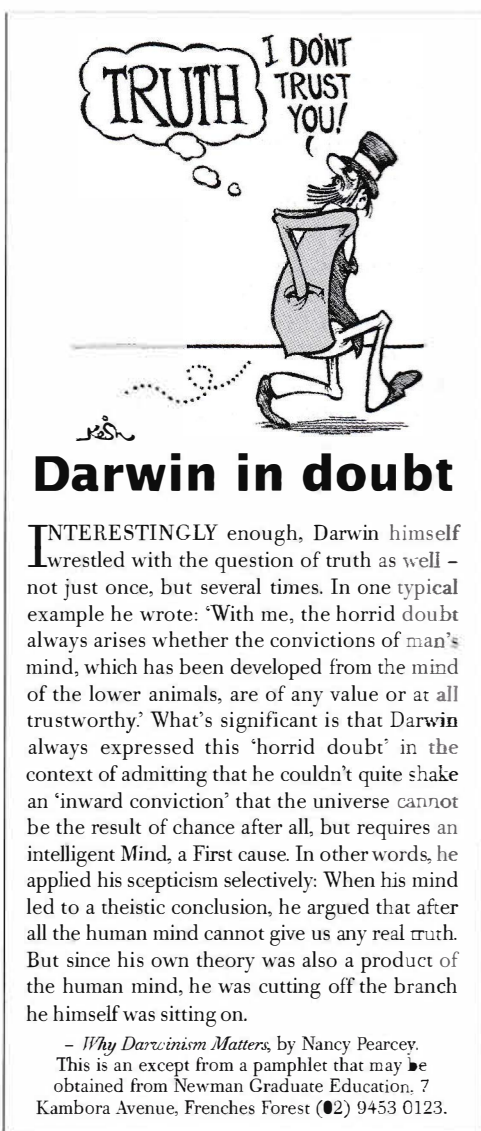 TRUTH
I DON'T
TRUST
YOU!
Kesh
Darwin in doubt
INTERESTINGLY enough, Darwin himself
wrestled with the question of truth as well –
not just once, but several times. In one typical
example he wrote: ‘With me, the horrid doubt
always arises whether the convictions of man's
mind, which has been developed from the mind
of the lower animals, are of any value or at all
trustworthy.’ What's significant is that Darwin
always expressed this ‘horrid doubt’ in the
context of admitting that he couldn't quite shake
an ‘inward conviction’ that the universe cannot
be the result of chance after all, but requires an
intelligent Mind, a First cause. In other words, he
applied his scepticism selectively: When his mind
led to a theistic conclusion, he argued that after
all the human mind cannot give us any real truth.
But since his own theory was also a product of
the human mind, he was cutting off the branch
he himself was sitting on.
– Why Darwinism Matters, by Nancy Pearcey.
This is an except from a pamphlet that may be
obtained from Newman Graduate Education, 7
Kambora Avenue, Frenches Forest (02) 9453 0123.